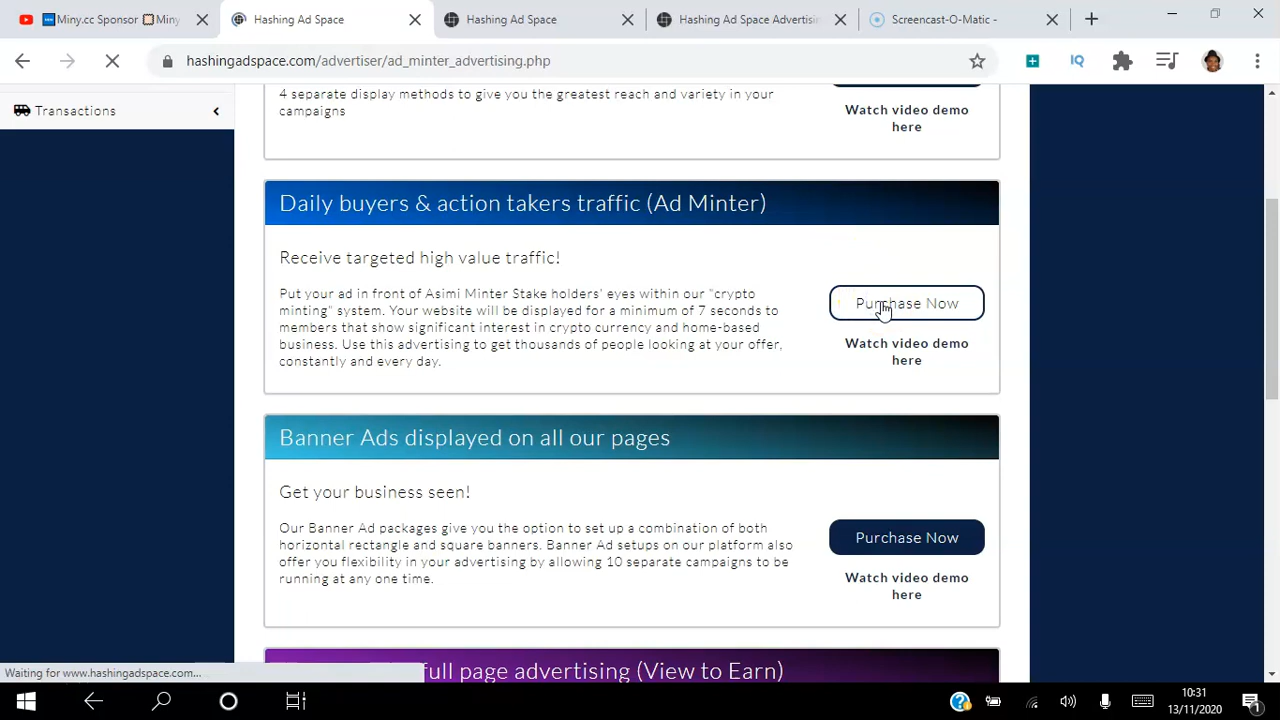 Miny.cc Sponsor
Miny
Hashing Ad Space
Hashing Ad Space
Hashing Ad Space Advertisin
Screencast-O-Matic -
hashingadspace.com/advertiser/ad_minter_advertising.php
IQ
Transactions
4 separate display methods to give you the greatest reach and variety in your
campaigns
Watch video demo
here
Daily buyers & action takers traffic (Ad Minter)
Receive targeted high value traffic!
Put your ad in front of Asimi Minter Stake holders' eyes within our "crypto
minting" system. Your website will be displayed for a minimum of 7 seconds to
members that show significant interest in crypto currency and home-based
business. Use this advertising to get thousands of people looking at your offer,
constantly and every day.
Purchase Now
Watch video demo
here
Banner Ads displayed on all our pages
Get your business seen!
Our Banner Ad packages give you the option to set up a combination of both
horizontal rectangle and square banners. Banner Ad setups on our platform also
offer you flexibility in your advertising by allowing 10 separate campaigns to be
running at any one time.
Purchase Now
Watch video demo
here
full page advertising (View to Earn)
Waiting for www.hashingadspace.com...
10:31
13/11/2020